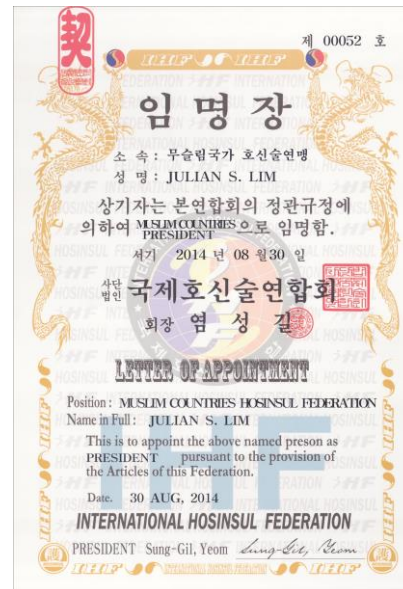 契
제 00052 호
IHF IHF
임명장
소 속 : 무슬림국가 호신술연맹
성 명 : JULIAN S. LIM
상기자는 본연합회의 정관규정에
의하여 MUSLIM COUNTRIES PRESIDENT 으로 임명함.
서기 2014 년 08 월 30 일
사단법인 국제호신술연합회
회장 염 성 길
LETTER OF APPOINTMENT
Position : MUSLIM COUNTRIES HOSINSUL FEDERATION
Name in Full : JULIAN S. LIM
This is to appoint the above named preson as
PRESIDENT pursuant to the provision of
the Articles of this Federation.
Date. 30 AUG, 2014
IHF
INTERNATIONAL HOSINSUL FEDERATION
PRESIDENT Sung-Gil, Yeom Sung-Gil, Yeom
IHF IHF